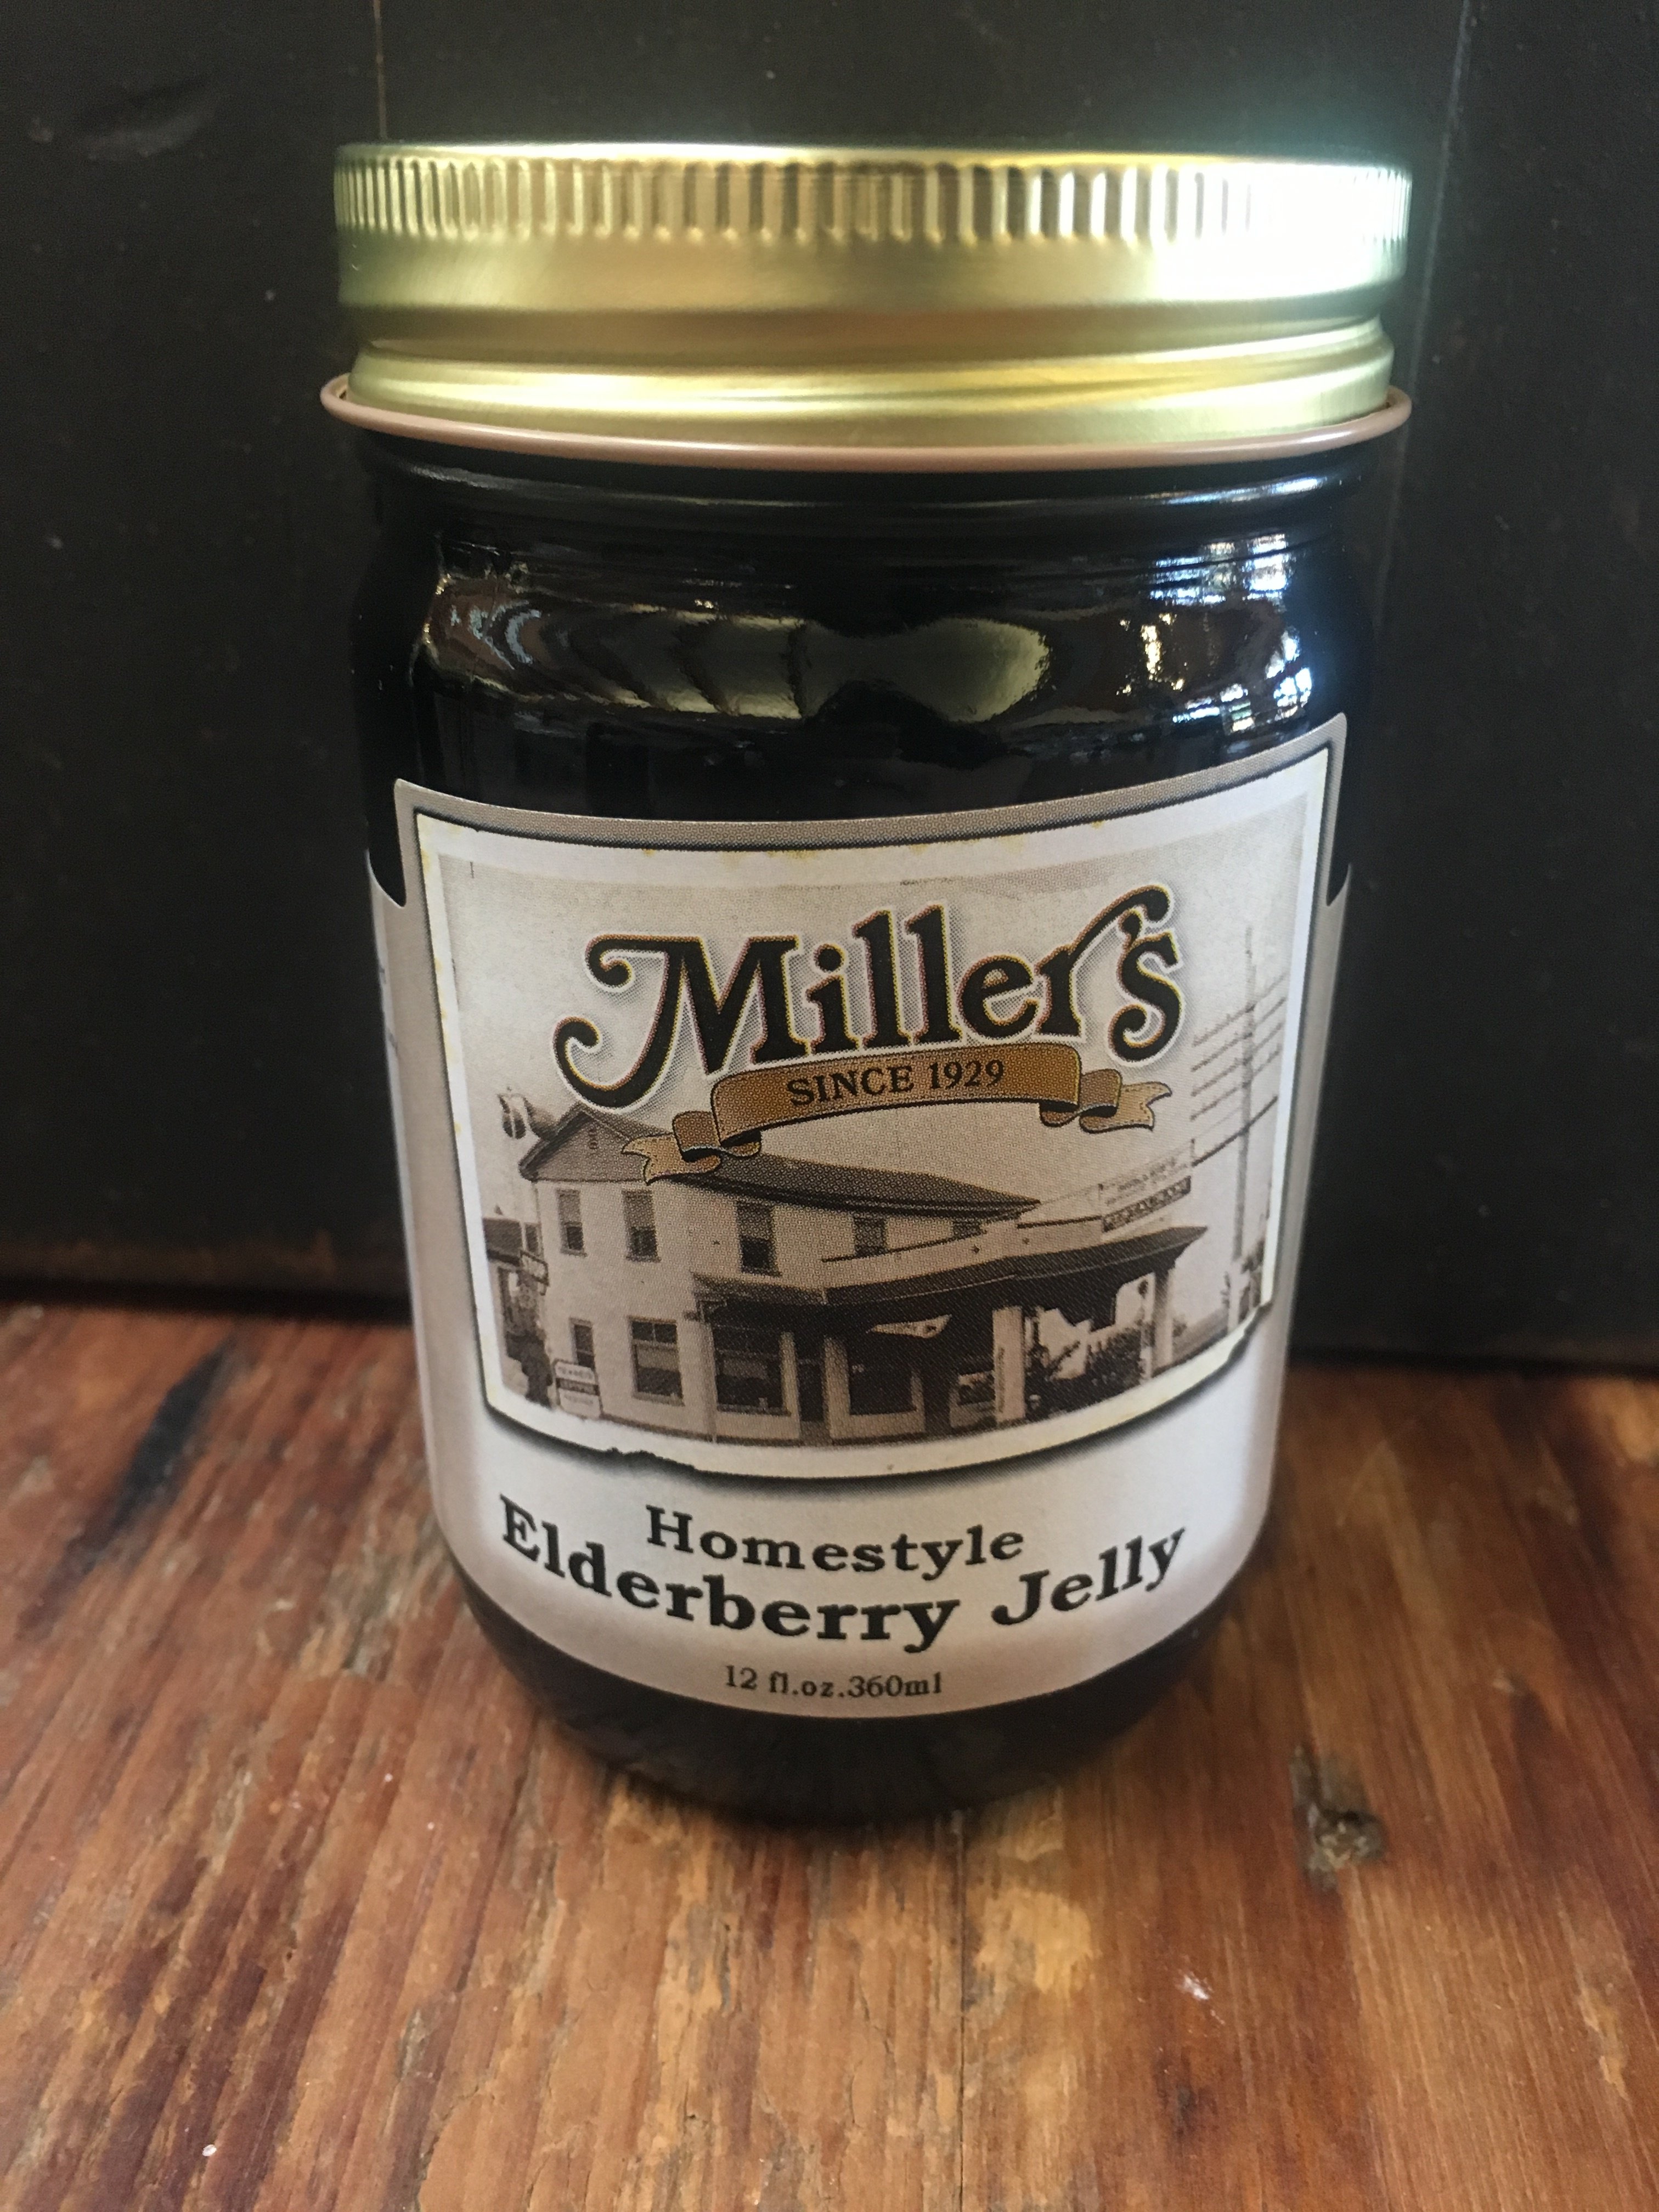 Miller's
SINCE 1929
Homestyle
Elderberry Jelly
12 fl.oz.360ml